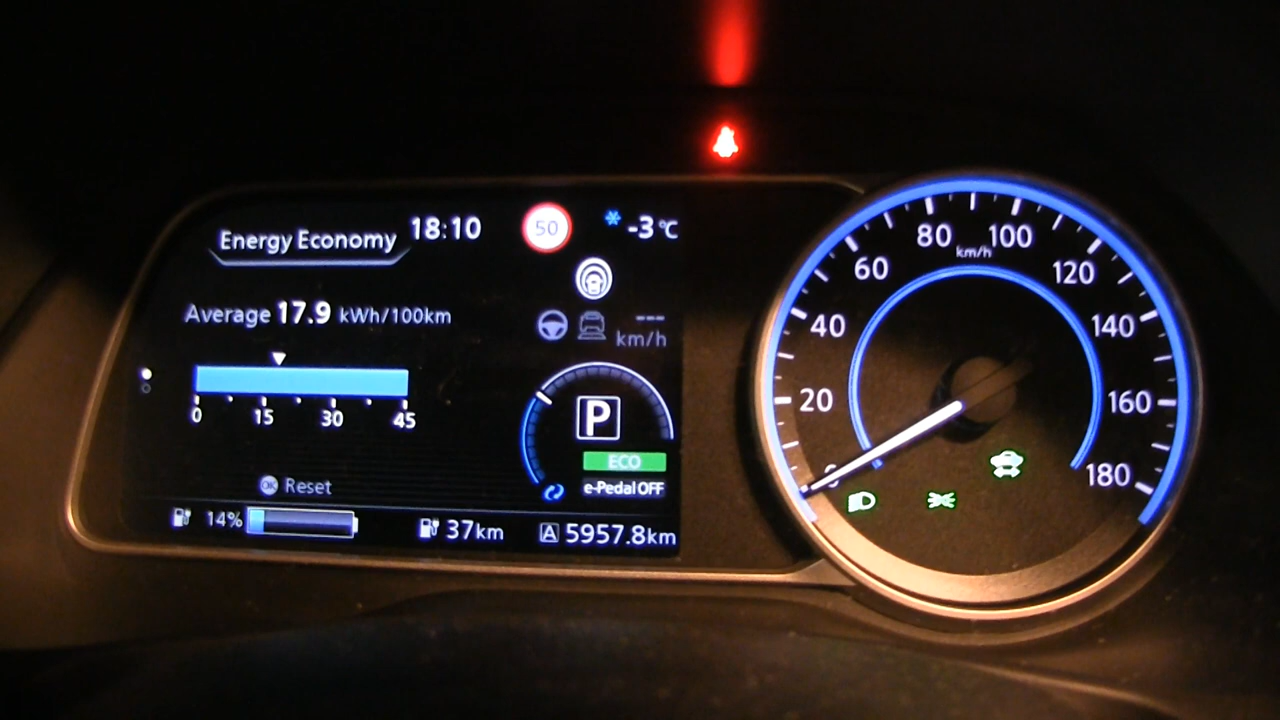 Energy Economy 18:10 50 -3°C
Average 17.9 kWh/100km
---
km/h
0 15 30 45
P
ECO
OK Reset
e-Pedal OFF
14% 37km A 5957.8km
0 20 40 60 80 100 120 140 160 180
km/h